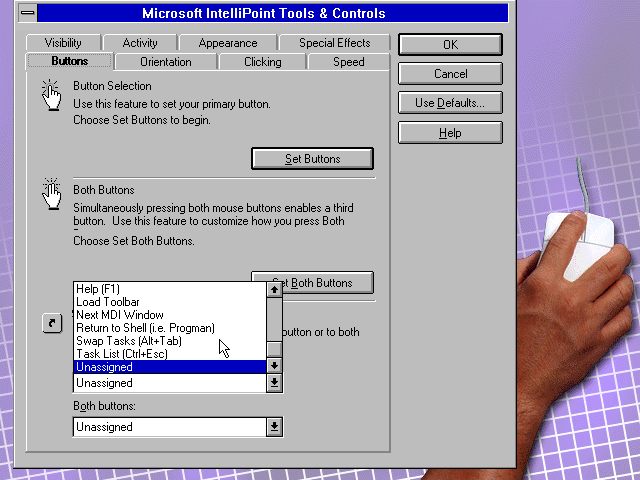 Microsoft IntelliPoint Tools & Controls
Visibility
Activity
Appearance
Special Effects
Buttons
Orientation
Clicking
Speed
OK
Cancel
Use Defaults...
Help
Button Selection
Use this feature to set your primary button.
Choose Set Buttons to begin.
Set Buttons
Both Buttons
Simultaneously pressing both mouse buttons enables a third
button. Use this feature to customize how you press Both
Choose Set Both Buttons.
Set Both Buttons
Help (F1)
Load Toolbar
Next MDI Window
Return to Shell (i.e. Progman)
button or to both
Swap Tasks (Alt+Tab)
Task List (Ctrl+Esc)
Unassigned
Unassigned
Both buttons:
Unassigned